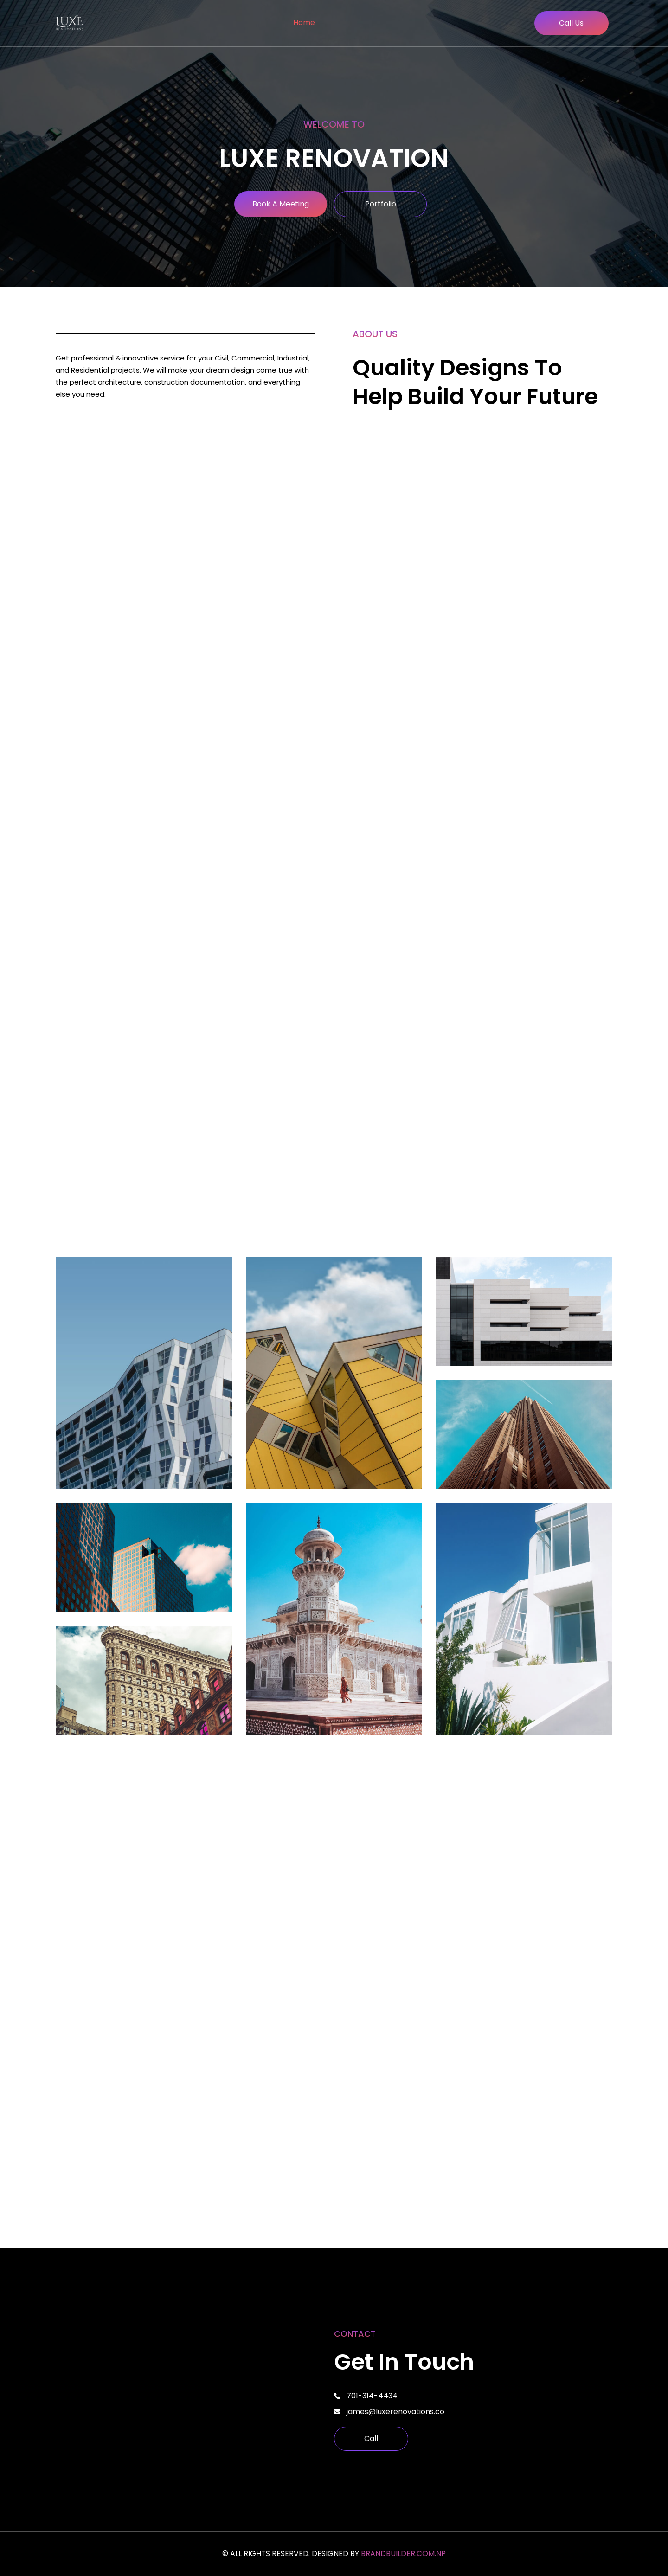 LUXE
RENOVATIONS
Home
Call Us
WELCOME TO
LUXE RENOVATION
Book A Meeting
Portfolio
Get professional & innovative service for your Civil, Commercial, Industrial,
and Residential projects. We will make your dream design come true with
the perfect architecture, construction documentation, and everything
else you need.
ABOUT US
Quality Designs To
Help Build Your Future
CONTACT
Get In Touch
701-314-4434
james@luxerenovations.co
Call
© ALL RIGHTS RESERVED. DESIGNED BY BRANDBUILDER.COM.NP